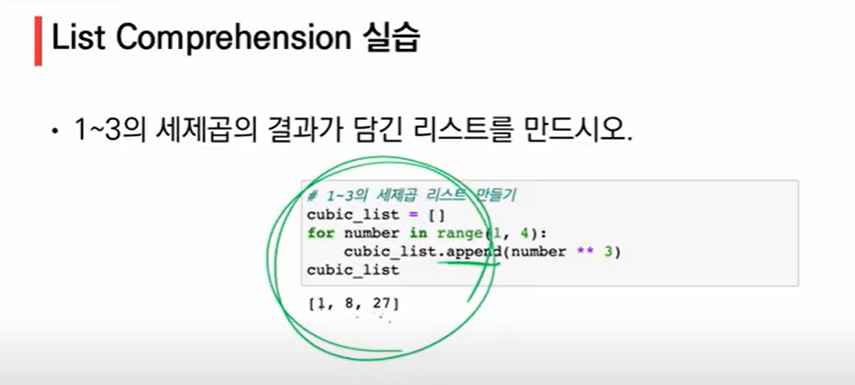 List Comprehension 실습
• 1~3의 세제곱의 결과가 담긴 리스트를 만드시오.
# 1~3의 세제곱 리스트 만들기
cubic_list = []
for number in range(1, 4):
    cubic_list.append(number ** 3)
cubic_list
[1, 8, 27]